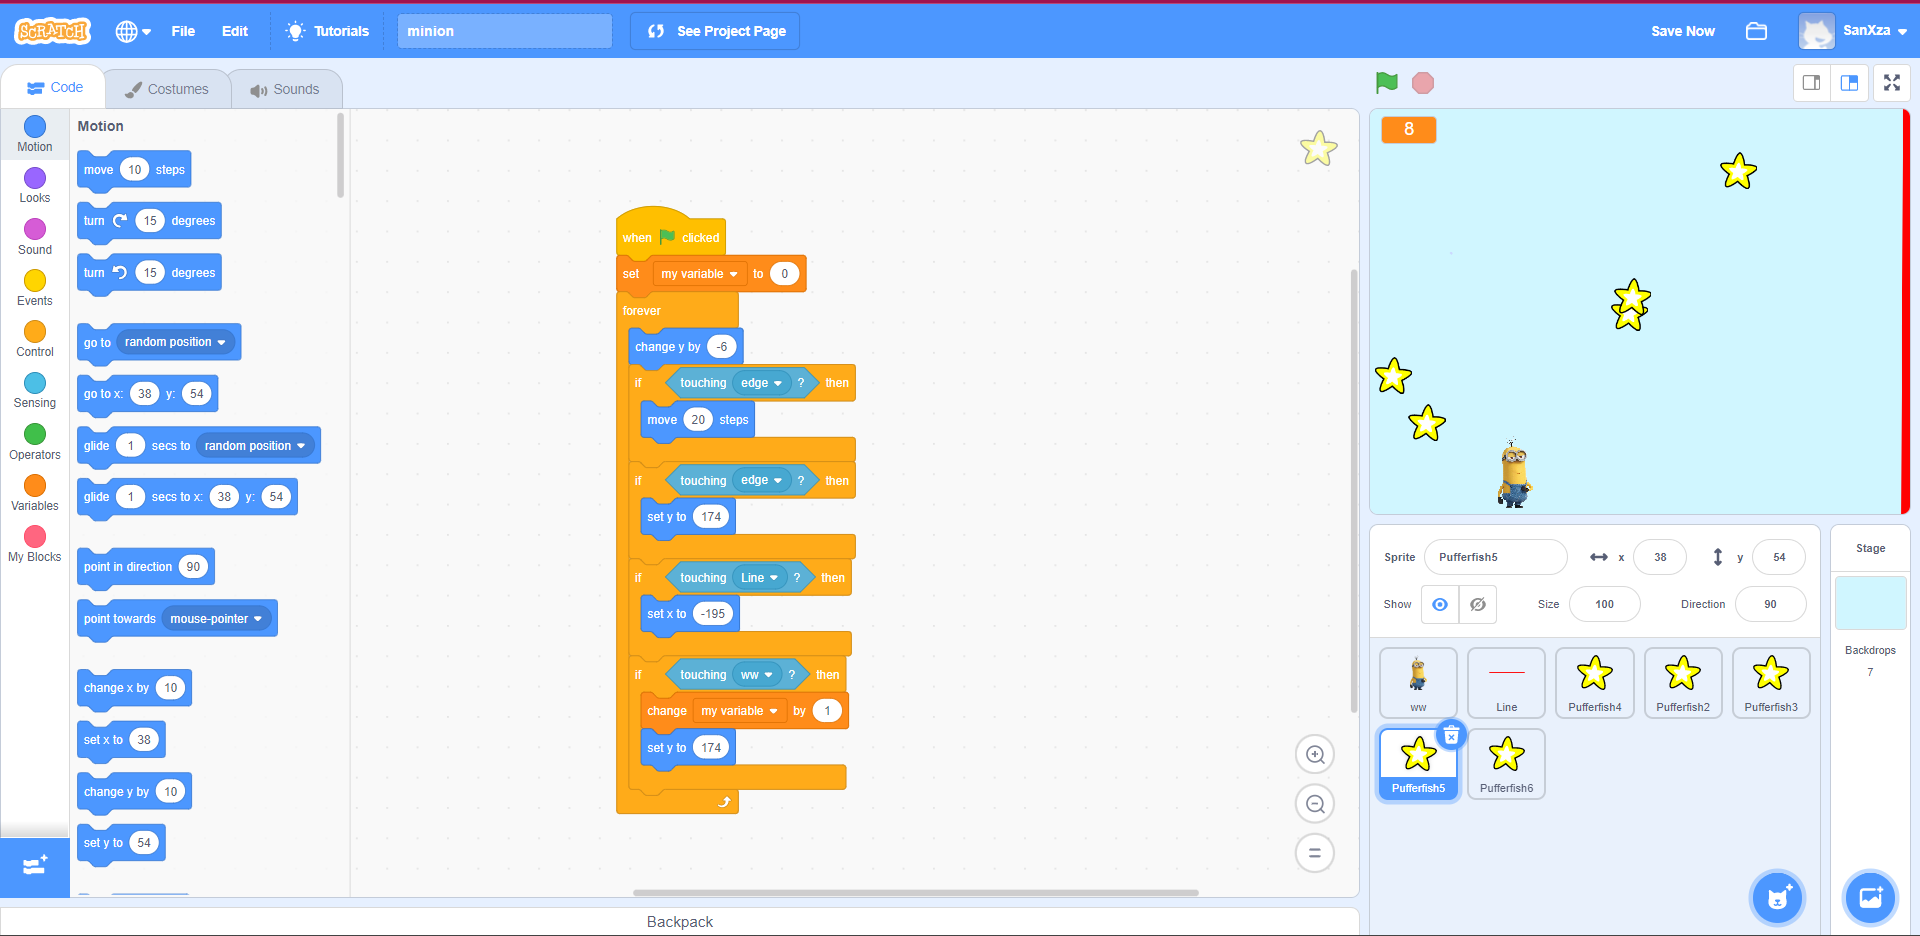 SCRATCH
File
Edit
Tutorials
minion
See Project Page
Save Now
SanXza
Code
Costumes
Sounds
Motion
Looks
Sound
Events
Control
Sensing
Operators
Variables
My Blocks
Motion
move 10 steps
turn 15 degrees
turn 15 degrees
go to random position
go to x: 38 y: 54
glide 1 secs to random position
glide 1 secs to x: 38 y: 54
point in direction 90
point towards mouse-pointer
change x by 10
set x to 38
change y by 10
set y to 54
when clicked
set my variable to 0
forever
change y by -6
if touching edge ? then
move 20 steps
if touching edge ? then
set y to 174
if touching Line ? then
set x to -195
if touching ww ? then
change my variable by 1
set y to 174
Backpack
8
Sprite Pufferfish5 x 38 y 54
Show Size 100 Direction 90
ww
Line
Pufferfish4
Pufferfish2
Pufferfish3
Pufferfish5
Pufferfish6
Stage
Backdrops
7